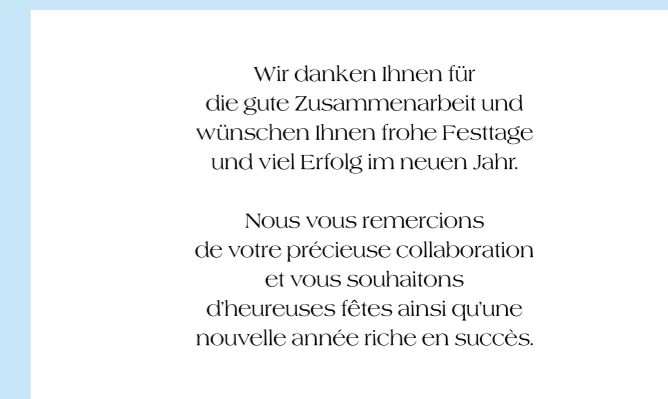 Wir danken Ihnen für
die gute Zusammenarbeit und
wünschen Ihnen frohe Festtage
und viel Erfolg im neuen Jahr.
Nous vous remercions
de votre précieuse collaboration
et vous souhaitons
d'heureuses fêtes ainsi qu'une
nouvelle année riche en succès.